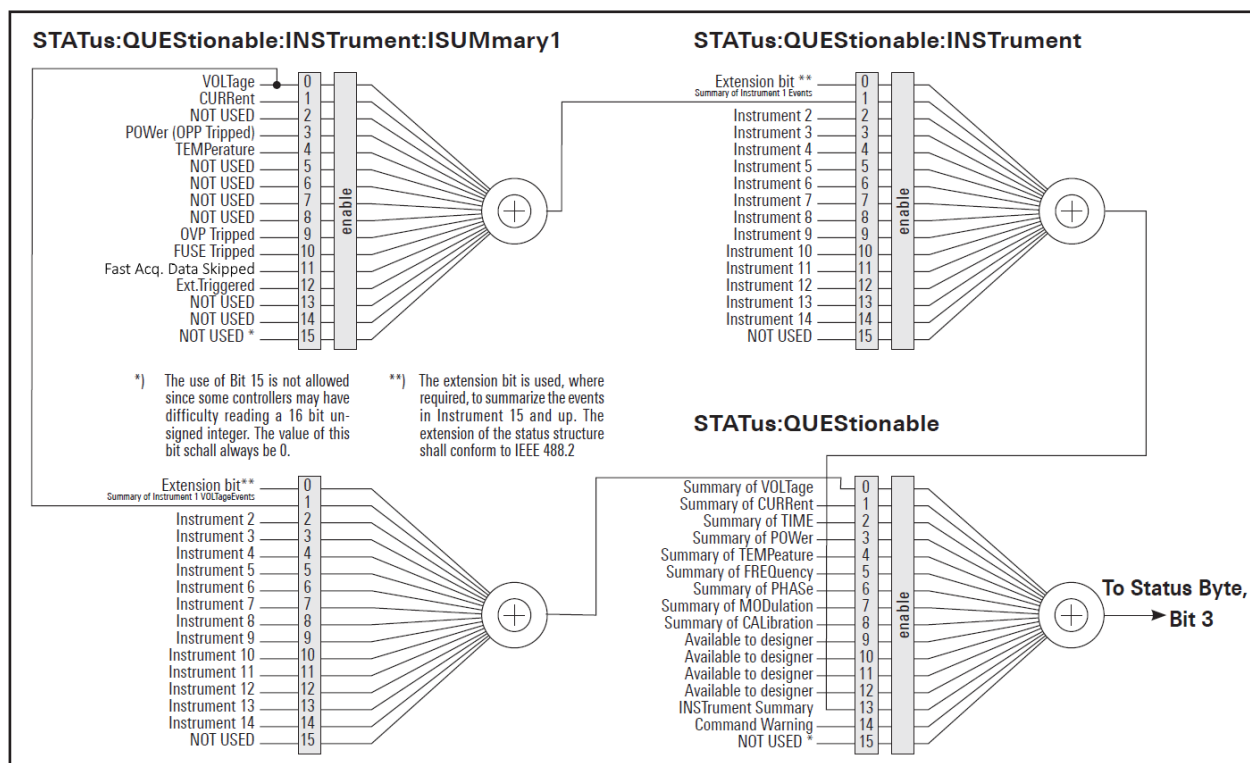 STATus:QUEStionable:INSTrument:ISUMmary1
VOLTage 0
CURRent 1
NOT USED 2
POWer (OPP Tripped) 3
TEMPerature 4
NOT USED 5
NOT USED 6
NOT USED 7
NOT USED 8
OVP Tripped 9
FUSE Tripped 10
Fast Acq. Data Skipped 11
Ext.Triggered 12
NOT USED 13
NOT USED 14
NOT USED * 15
enable
+
STATus:QUEStionable:INSTrument
Extension bit ** 0
Summary of Instrument 1 Events 1
Instrument 2 2
Instrument 3 3
Instrument 4 4
Instrument 5 5
Instrument 6 6
Instrument 7 7
Instrument 8 8
Instrument 9 9
Instrument 10 10
Instrument 11 11
Instrument 12 12
Instrument 13 13
Instrument 14 14
NOT USED 15
enable
+
*) The use of Bit 15 is not allowed
since some controllers may have
difficulty reading a 16 bit un-
signed integer. The value of this
bit schall always be 0.
**) The extension bit is used, where
required, to summarize the events
in Instrument 15 and up. The
extension of the status structure
shall conform to IEEE 488.2
Extension bit** 0
Summary of Instrument 1 VOLTageEvents 1
Instrument 2 2
Instrument 3 3
Instrument 4 4
Instrument 5 5
Instrument 6 6
Instrument 7 7
Instrument 8 8
Instrument 9 9
Instrument 10 10
Instrument 11 11
Instrument 12 12
Instrument 13 13
Instrument 14 14
NOT USED 15
+
STATus:QUEStionable
Summary of VOLTage 0
Summary of CURRent 1
Summary of TIME 2
Summary of POWer 3
Summary of TEMPeature 4
Summary of FREQuency 5
Summary of PHASe 6
Summary of MODulation 7
Summary of CALibration 8
Available to designer 9
Available to designer 10
Available to designer 11
Available to designer 12
INSTrument Summary 13
Command Warning 14
NOT USED * 15
enable
+
To Status Byte,
Bit 3